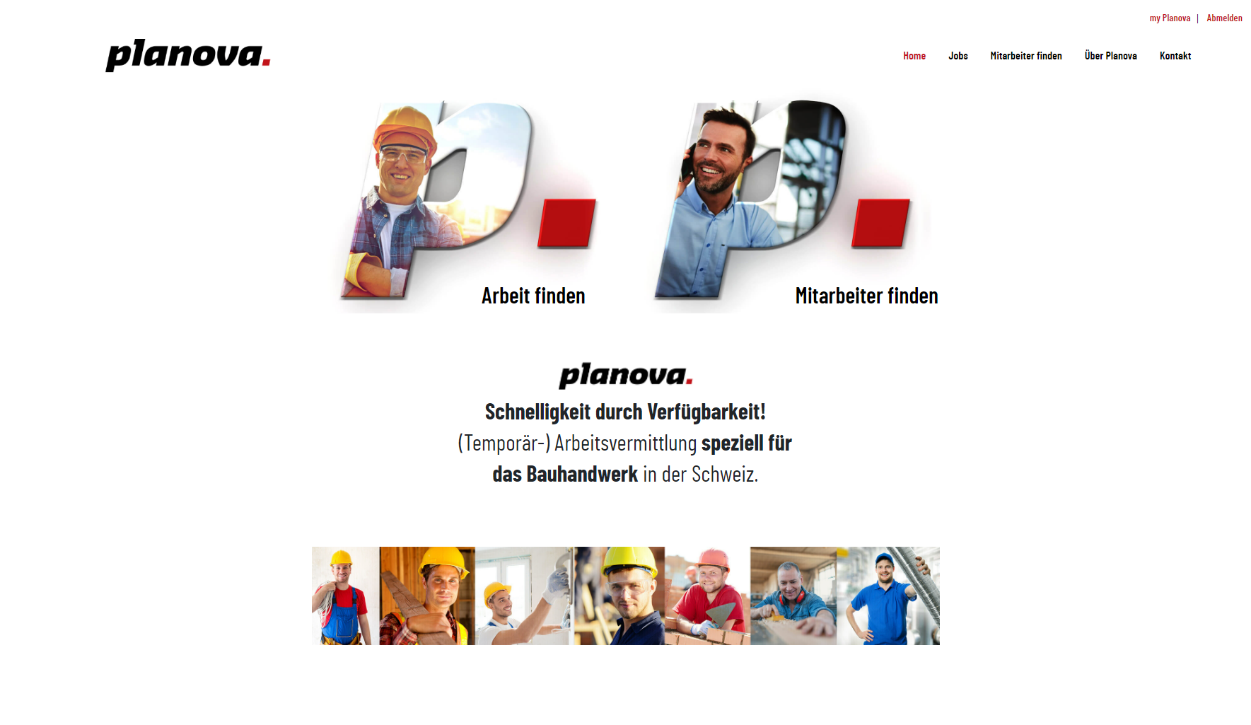 my Planova | Abmelden
planova.
Home Jobs Mitarbeiter finden Über Planova Kontakt
p. p.
Arbeit finden Mitarbeiter finden
planova.
Schnelligkeit durch Verfügbarkeit!
(Temporär-) Arbeitsvermittlung speziell für
das Bauhandwerk in der Schweiz.